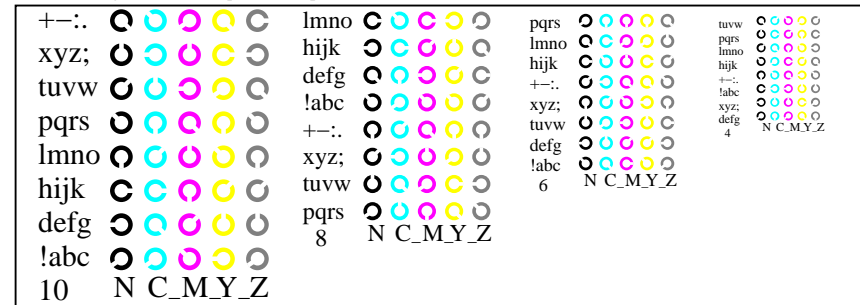 +−:.
xyz;
tuvw
pqrs
lmno
hijk
defg
!abc
10 N C_M_Y_Z
lmno
hijk
defg
!abc
+−:.
xyz;
tuvw
pqrs
8 N C_M_Y_Z
pqrs
lmno
hijk
+−:.
xyz;
tuvw
defg
!abc
6 N C_M_Y_Z
tuvw
pqrs
lmno
hijk
+−:.
!abc
xyz;
defg
4 N C_M_Y_Z